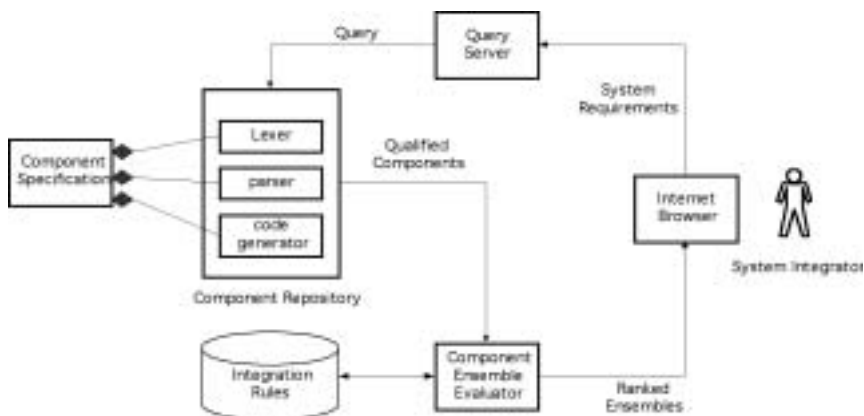 Query
Query
Server
System
Requirements
Lexer
Component
Specification
parser
code
generator
Qualified
Components
Internet
Browser
System Integrator
Component Repository
Integration
Rules
Component
Ensemble
Evaluator
Ranked
Ensembles